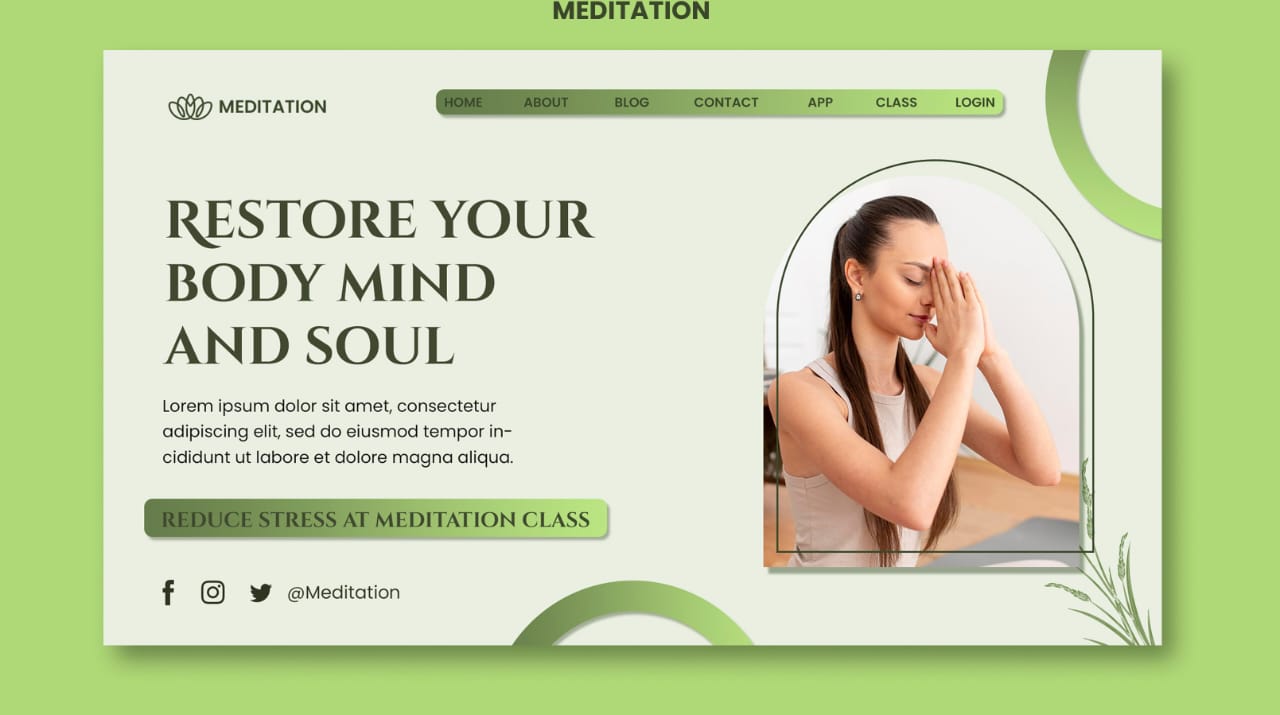 MEDITATION
MEDITATION
HOME ABOUT BLOG CONTACT APP CLASS LOGIN
RESTORE YOUR
BODY MIND
AND SOUL
Lorem ipsum dolor sit amet, consectetur
adipiscing elit, sed do eiusmod tempor in-
cididunt ut labore et dolore magna aliqua.
REDUCE STRESS AT MEDITATION CLASS
@Meditation